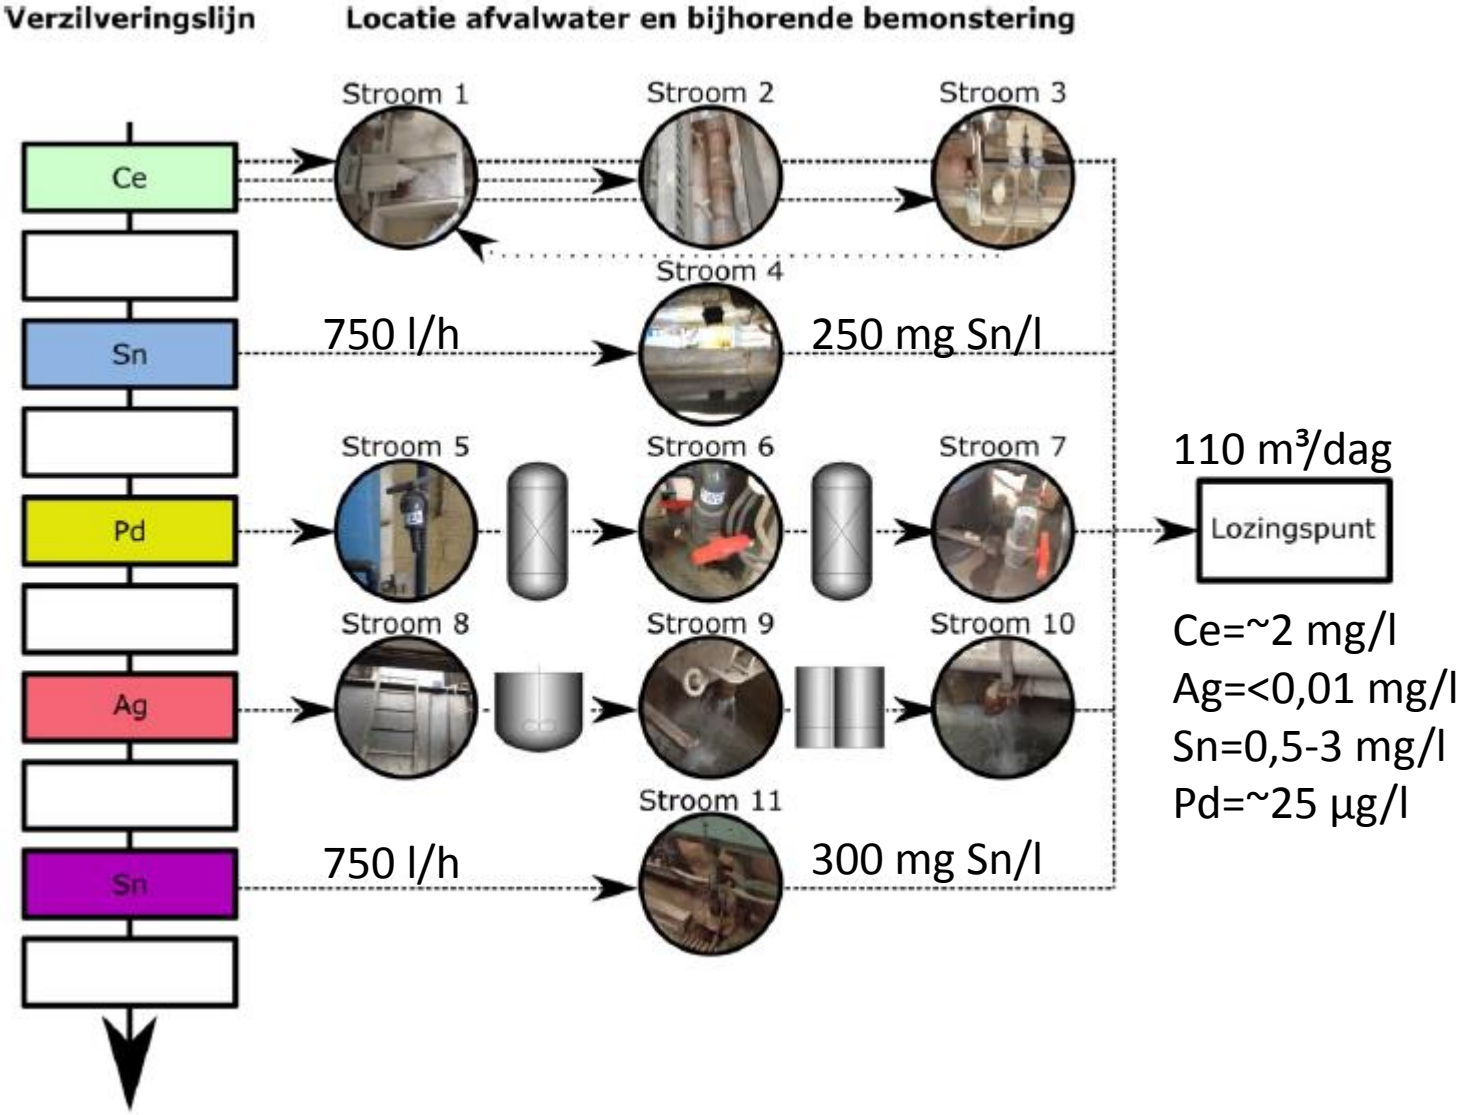 Verzilveringslijn
Locatie afvalwater en bijhorende bemonstering
Stroom 1
Stroom 2
Stroom 3
Ce
Stroom 4
Sn
750 l/h
250 mg Sn/l
Stroom 5
Stroom 6
Stroom 7
Pd
110 m³/dag
Lozingspunt
Stroom 8
Stroom 9
Stroom 10
Ag
Ce=~2 mg/l
Ag=<0,01 mg/l
Sn=0,5-3 mg/l
Pd=~25 µg/l
Stroom 11
Sn
750 l/h
300 mg Sn/l